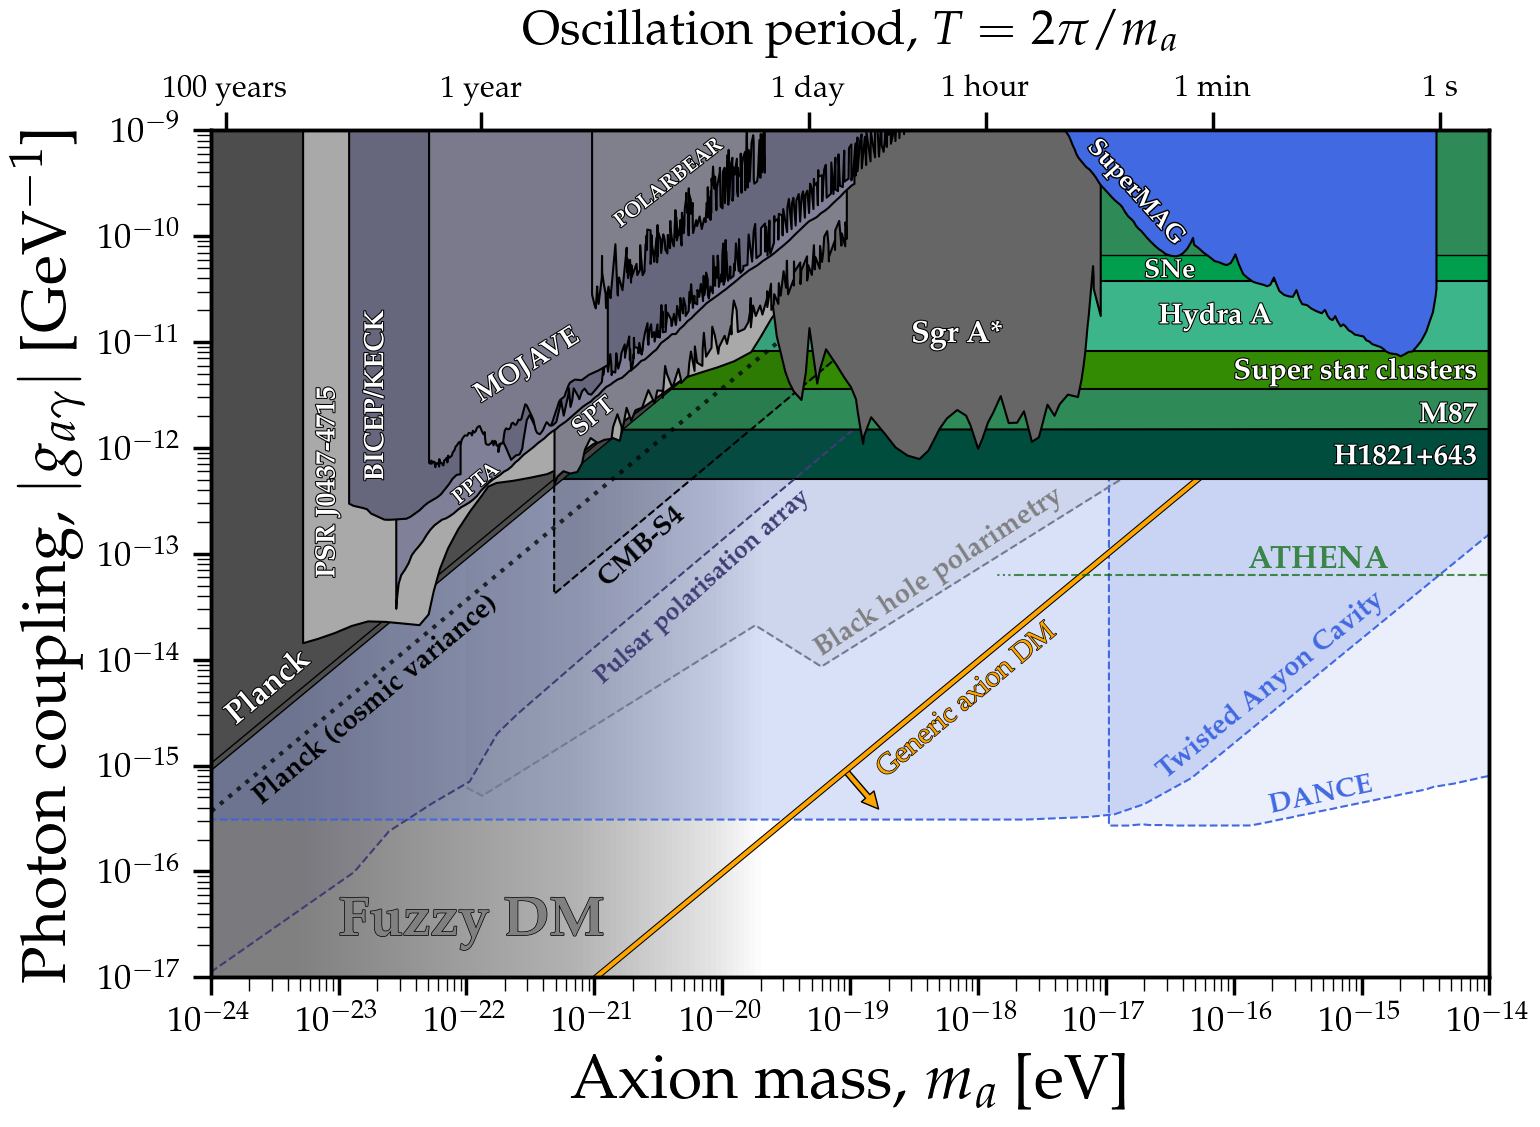 Oscillation period, T = 2π/mₐ
100 years
1 year
1 day
1 hour
1 min
1 s
Photon coupling, |gₐᵧ| [GeV⁻¹]
10⁻⁹
10⁻¹⁰
10⁻¹¹
10⁻¹²
10⁻¹³
10⁻¹⁴
10⁻¹⁵
10⁻¹⁶
10⁻¹⁷
POLARBEAR
SuperMAG
SNe
Hydra A
Sgr A*
Super star clusters
M87
H1821+643
PSR J0437-4715
BICEP/KECK
MOJAVE
SPT
PPTA
Planck
Planck (cosmic variance)
CMB-S4
Pulsar polarisation array
Black hole polarimetry
Generic axion DM
ATHENA
Twisted Anyon Cavity
DANCE
Fuzzy DM
10⁻²⁴
10⁻²³
10⁻²²
10⁻²¹
10⁻²⁰
10⁻¹⁹
10⁻¹⁸
10⁻¹⁷
10⁻¹⁶
10⁻¹⁵
10⁻¹⁴
Axion mass, mₐ [eV]